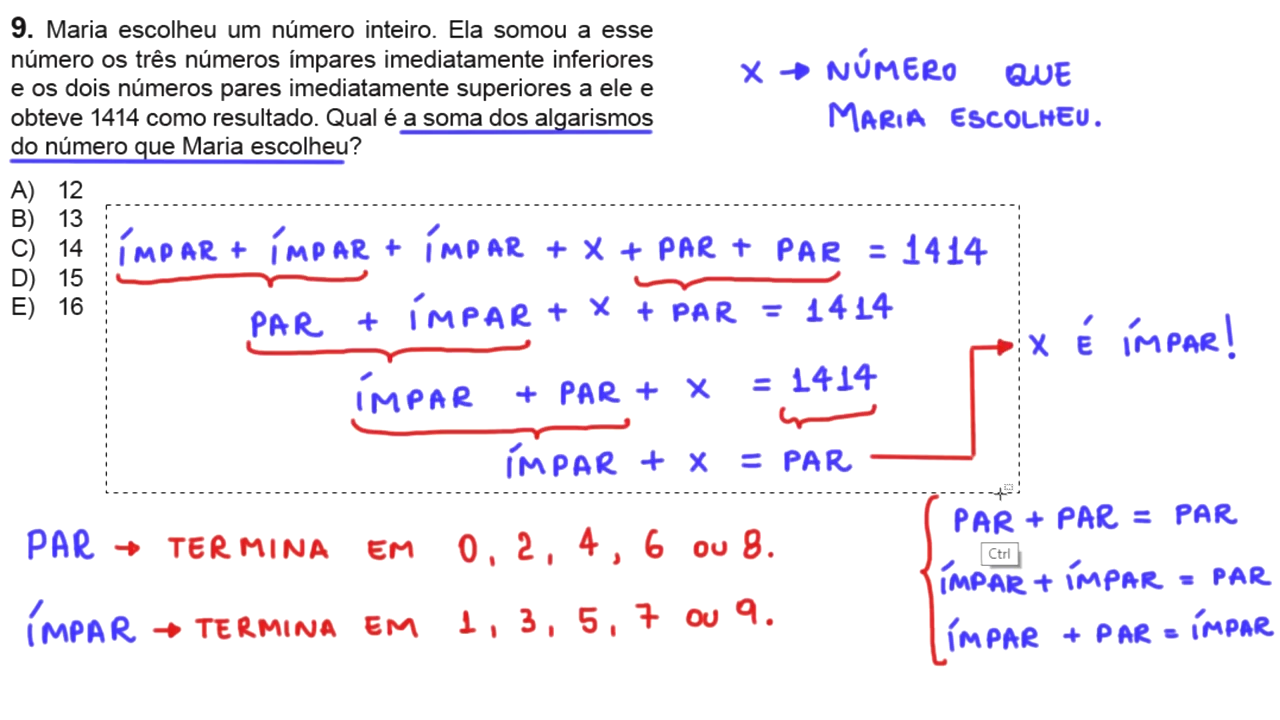 9. Maria escolheu um número inteiro. Ela somou a esse
número os três números ímpares imediatamente inferiores
e os dois números pares imediatamente superiores a ele e
obteve 1414 como resultado. Qual é a soma dos algarismos
do número que Maria escolheu?
A) 12
B) 13
C) 14
D) 15
E) 16
X → NÚMERO QUE
MARIA ESCOLHEU.
ÍMPAR + ÍMPAR + ÍMPAR + X + PAR + PAR = 1414
PAR + ÍMPAR + X + PAR = 1414
ÍMPAR + PAR + X = 1414
ÍMPAR + X = PAR
X É ÍMPAR!
PAR → TERMINA EM 0, 2, 4, 6 OU 8.
ÍMPAR → TERMINA EM 1, 3, 5, 7 OU 9.
PAR + PAR = PAR
Ctrl
ÍMPAR + ÍMPAR = PAR
ÍMPAR + PAR = ÍMPAR